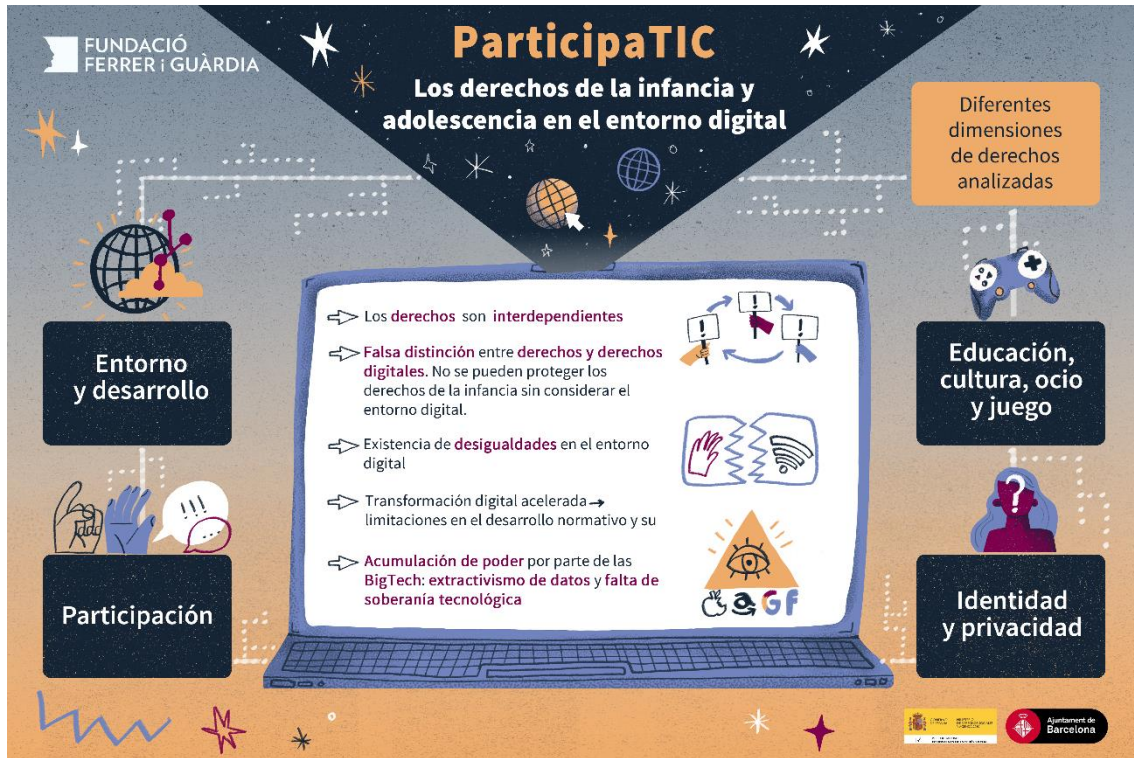 FUNDACIÓ
FERRER i GUÀRDIA
ParticipaTIC
Los derechos de la infancia y
adolescencia en el entorno digital
Diferentes
dimensiones
de derechos
analizadas
Entorno
y desarrollo
Participación
Los derechos son interdependientes
Falsa distinción entre derechos y derechos
digitales. No se pueden proteger los
derechos de la infancia sin considerar el
entorno digital.
Existencia de desigualdades en el entorno
digital
Transformación digital acelerada→
limitaciones en el desarrollo normativo y su
Acumulación de poder por parte de las
BigTech: extractivismo de datos y falta de
soberanía tecnológica
! ! !
a G F
Educación,
cultura, ocio
y juego
?
Identidad
y privacidad
!!!
...
Ajuntament de
Barcelona